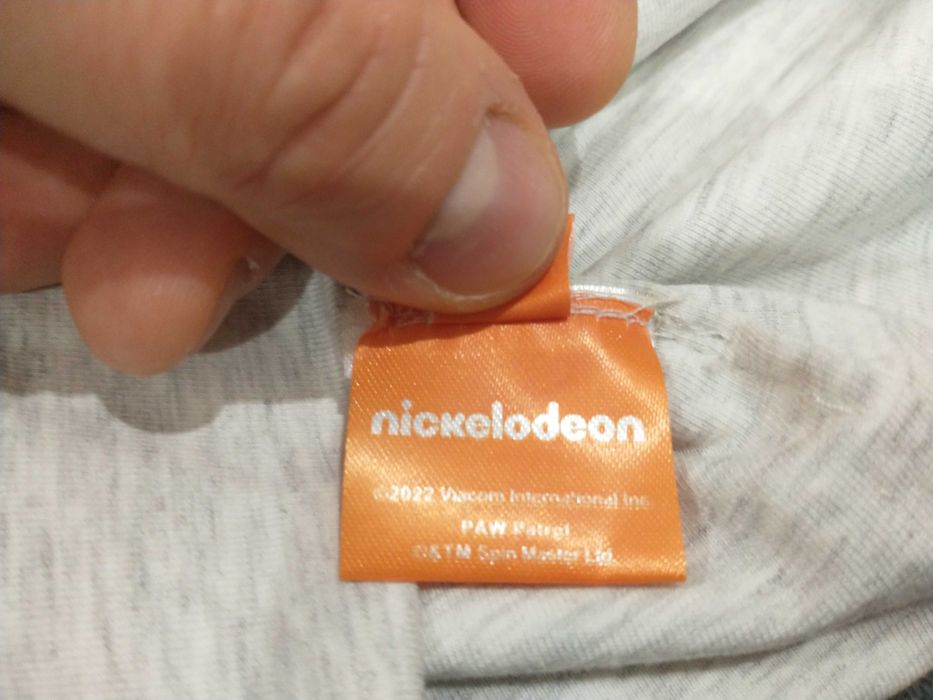 nickelodeon
©2022 Viacom International Inc.
PAW Patrol
©&TM Spin Master Ltd.